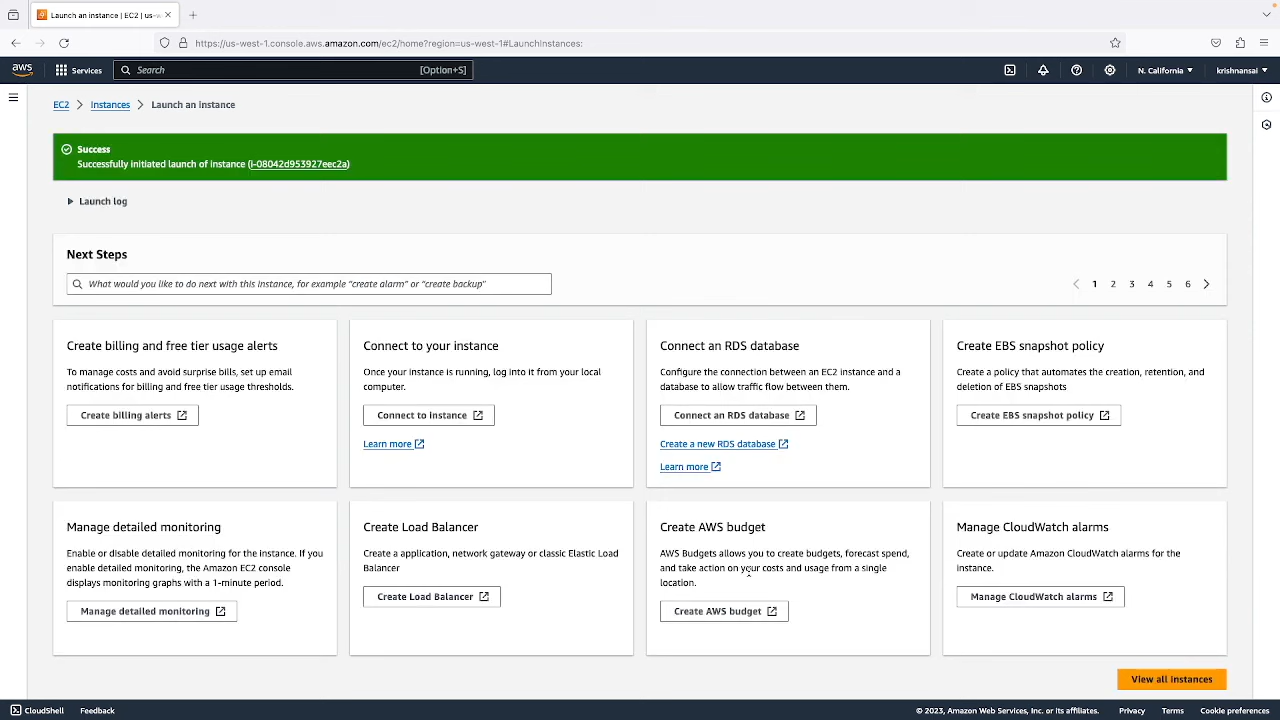 Launch an instance | EC2 | us-w
https://us-west-1.console.aws.amazon.com/ec2/home?region=us-west-1#LaunchInstances:
aws Services Search [Option+S] N. California krishnansai
EC2 Instances Launch an instance
Success
Successfully initiated launch of instance (i-08042d953927eec2a)
Launch log
Next Steps
What would you like to do next with this instance, for example "create alarm" or "create backup"
1 2 3 4 5 6
Create billing and free tier usage alerts
To manage costs and avoid surprise bills, set up email
notifications for billing and free tier usage thresholds.
Create billing alerts
Connect to your instance
Once your instance is running, log into it from your local
computer.
Connect to instance
Learn more
Connect an RDS database
Configure the connection between an EC2 instance and a
database to allow traffic flow between them.
Connect an RDS database
Create a new RDS database
Learn more
Create EBS snapshot policy
Create a policy that automates the creation, retention, and
deletion of EBS snapshots
Create EBS snapshot policy
Manage detailed monitoring
Enable or disable detailed monitoring for the instance. If you
enable detailed monitoring, the Amazon EC2 console
displays monitoring graphs with a 1-minute period.
Manage detailed monitoring
Create Load Balancer
Create a application, network gateway or classic Elastic Load
Balancer
Create Load Balancer
Create AWS budget
AWS Budgets allows you to create budgets, forecast spend,
and take action on your costs and usage from a single
location.
Create AWS budget
Manage CloudWatch alarms
Create or update Amazon CloudWatch alarms for the
instance.
Manage CloudWatch alarms
View all instances
CloudShell Feedback © 2023, Amazon Web Services, Inc. or its affiliates. Privacy Terms Cookie preferences